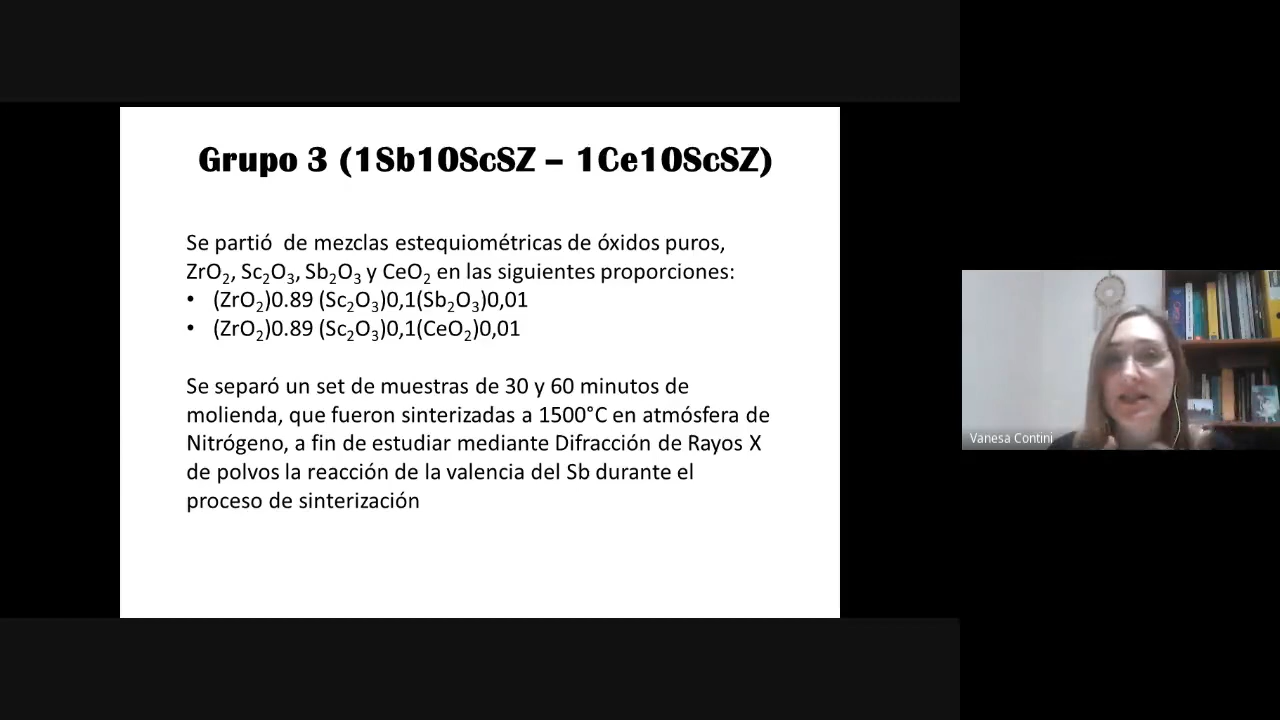 Grupo 3 (1Sb10ScSZ – 1Ce10ScSZ)
Se partió de mezclas estequiométricas de óxidos puros,
ZrO₂, Sc₂O₃, Sb₂O₃ y CeO₂ en las siguientes proporciones:
• (ZrO₂)0.89 (Sc₂O₃)0,1(Sb₂O₃)0,01
• (ZrO₂)0.89 (Sc₂O₃)0,1(CeO₂)0,01
Se separó un set de muestras de 30 y 60 minutos de
molienda, que fueron sinterizadas a 1500°C en atmósfera de
Nitrógeno, a fin de estudiar mediante Difracción de Rayos X
de polvos la reacción de la valencia del Sb durante el
proceso de sinterización
Vanesa Contini